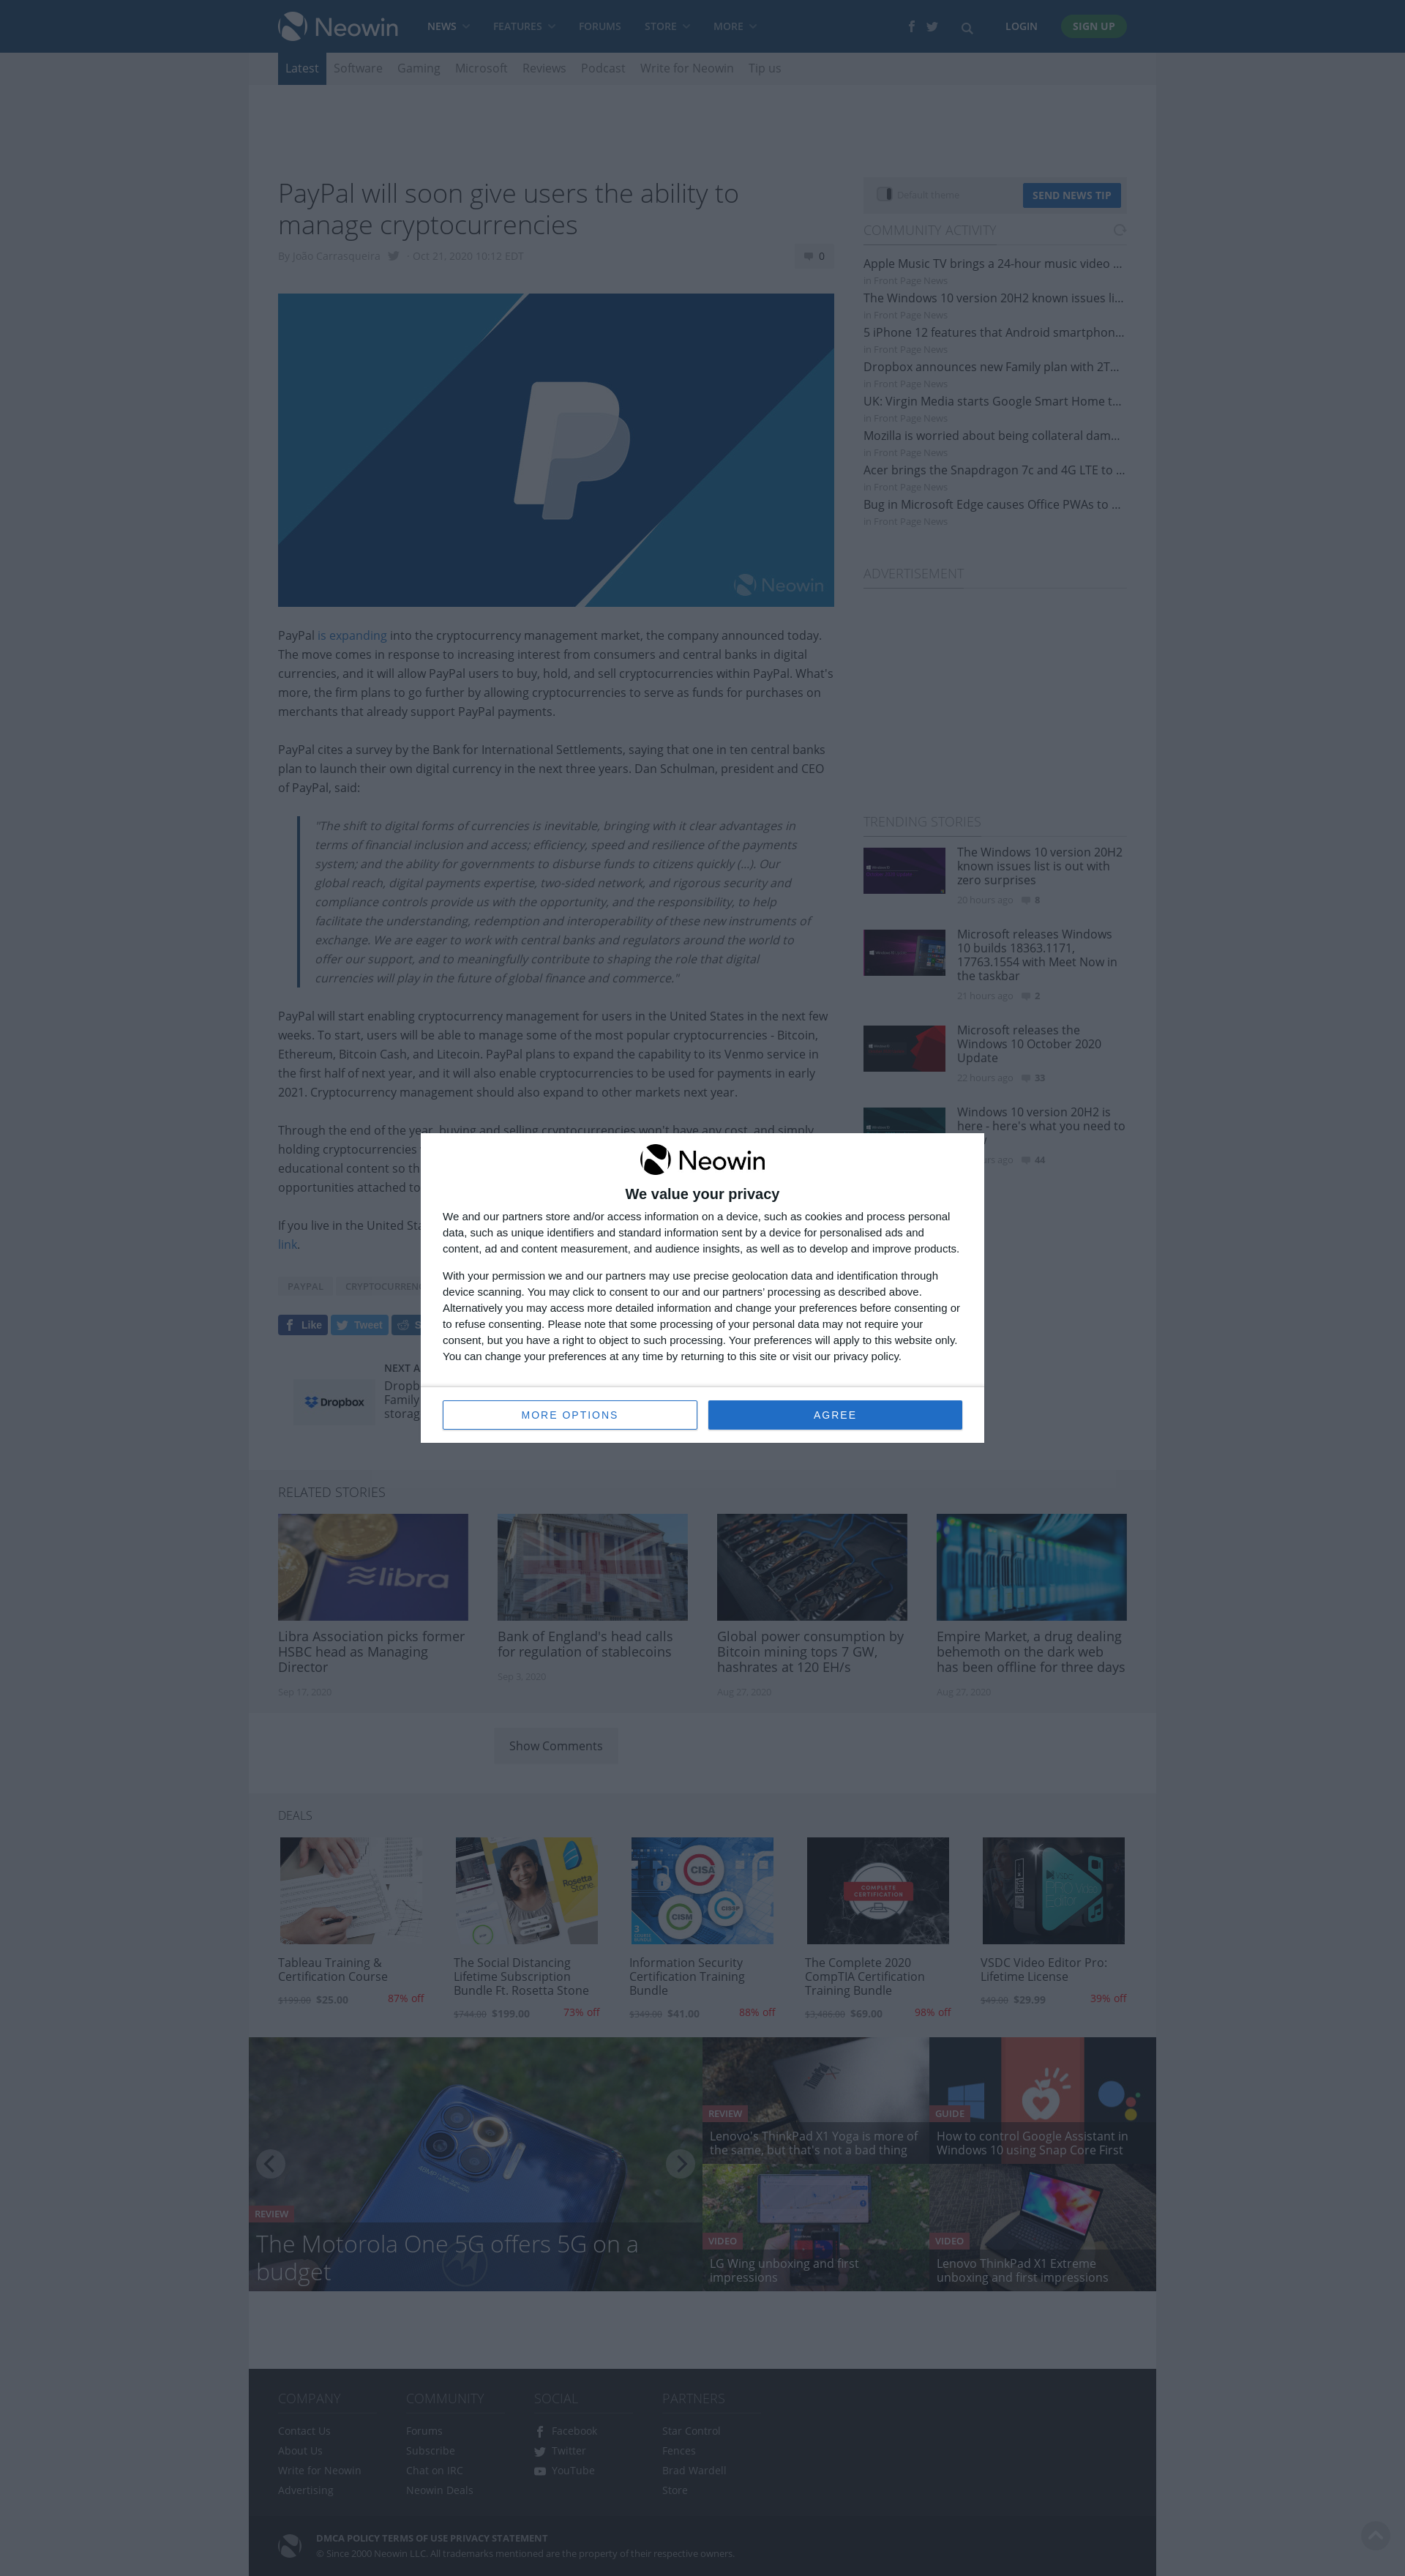 Neowin
NEWS
FEATURES
FORUMS
STORE
MORE
LOGIN
SIGN UP
Latest
Software
Gaming
Microsoft
Reviews
Podcast
Write for Neowin
Tip us
PayPal will soon give users the ability to
manage cryptocurrencies
By João Carrasqueira · Oct 21, 2020 10:12 EDT
0
Neowin
PayPal is expanding into the cryptocurrency management market, the company announced today.
The move comes in response to increasing interest from consumers and central banks in digital
currencies, and it will allow PayPal users to buy, hold, and sell cryptocurrencies within PayPal. What's
more, the firm plans to go further by allowing cryptocurrencies to serve as funds for purchases on
merchants that already support PayPal payments.
PayPal cites a survey by the Bank for International Settlements, saying that one in ten central banks
plan to launch their own digital currency in the next three years. Dan Schulman, president and CEO
of PayPal, said:
"The shift to digital forms of currencies is inevitable, bringing with it clear advantages in
terms of financial inclusion and access; efficiency, speed and resilience of the payments
system; and the ability for governments to disburse funds to citizens quickly (...). Our
global reach, digital payments expertise, two-sided network, and rigorous security and
compliance controls provide us with the opportunity, and the responsibility, to help
facilitate the understanding, redemption and interoperability of these new instruments of
exchange. We are eager to work with central banks and regulators around the world to
offer our support, and to meaningfully contribute to shaping the role that digital
currencies will play in the future of global finance and commerce."
PayPal will start enabling cryptocurrency management for users in the United States in the next few
weeks. To start, users will be able to manage some of the most popular cryptocurrencies - Bitcoin,
Ethereum, Bitcoin Cash, and Litecoin. PayPal plans to expand the capability to its Venmo service in
the first half of next year, and it will also enable cryptocurrencies to be used for payments in early
2021. Cryptocurrency management should also expand to other markets next year.
Through the end of the year, buying and selling cryptocurrencies won't have any cost, and simply
holding cryptocurrencies
educational content so th
opportunities attached to
If you live in the United Sta
link.
PAYPAL
CRYPTOCURREN
Like
Tweet
S
NEXT A
Dropbox
Dropb
Family
storag
Default theme
SEND NEWS TIP
COMMUNITY ACTIVITY
Apple Music TV brings a 24-hour music video ...
in Front Page News
The Windows 10 version 20H2 known issues li...
in Front Page News
5 iPhone 12 features that Android smartphon...
in Front Page News
Dropbox announces new Family plan with 2T...
in Front Page News
UK: Virgin Media starts Google Smart Home t...
in Front Page News
Mozilla is worried about being collateral dam...
in Front Page News
Acer brings the Snapdragon 7c and 4G LTE to ...
in Front Page News
Bug in Microsoft Edge causes Office PWAs to ...
in Front Page News
ADVERTISEMENT
TRENDING STORIES
The Windows 10 version 20H2
known issues list is out with
zero surprises
20 hours ago 8
Microsoft releases Windows
10 builds 18363.1171,
17763.1554 with Meet Now in
the taskbar
21 hours ago 2
Microsoft releases the
Windows 10 October 2020
Update
22 hours ago 33
Windows 10 version 20H2 is
here - here's what you need to
ago 44
Neowin
We value your privacy
We and our partners store and/or access information on a device, such as cookies and process personal
data, such as unique identifiers and standard information sent by a device for personalised ads and
content, ad and content measurement, and audience insights, as well as to develop and improve products.
With your permission we and our partners may use precise geolocation data and identification through
device scanning. You may click to consent to our and our partners' processing as described above.
Alternatively you may access more detailed information and change your preferences before consenting or
to refuse consenting. Please note that some processing of your personal data may not require your
consent, but you have a right to object to such processing. Your preferences will apply to this website only.
You can change your preferences at any time by returning to this site or visit our privacy policy.
MORE OPTIONS
AGREE
RELATED STORIES
libra
Libra Association picks former
HSBC head as Managing
Director
Sep 17, 2020
Bank of England's head calls
for regulation of stablecoins
Sep 3, 2020
Global power consumption by
Bitcoin mining tops 7 GW,
hashrates at 120 EH/s
Aug 27, 2020
Empire Market, a drug dealing
behemoth on the dark web
has been offline for three days
Aug 27, 2020
Show Comments
DEALS
Rosetta Stone
CISA
CISM
CISSP
3
COMPLETE
CERTIFICATION
Tableau Training &
Certification Course
$199.00 $25.00 87% off
The Social Distancing
Lifetime Subscription
Bundle Ft. Rosetta Stone
$744.00 $199.00 73% off
Information Security
Certification Training
Bundle
$349.00 $41.00 88% off
The Complete 2020
CompTIA Certification
Training Bundle
$3,486.00 $69.00 98% off
VSDC Video Editor Pro:
Lifetime License
$49.00 $29.99 39% off
REVIEW
The Motorola One 5G offers 5G on a
budget
REVIEW
Lenovo's ThinkPad X1 Yoga is more of
the same, but that's not a bad thing
GUIDE
How to control Google Assistant in
Windows 10 using Snap Core First
VIDEO
LG Wing unboxing and first
impressions
VIDEO
Lenovo ThinkPad X1 Extreme
unboxing and first impressions
COMPANY
Contact Us
About Us
Write for Neowin
Advertising
COMMUNITY
Forums
Subscribe
Chat on IRC
Neowin Deals
SOCIAL
Facebook
Twitter
YouTube
PARTNERS
Star Control
Fences
Brad Wardell
Store
DMCA POLICY TERMS OF USE PRIVACY STATEMENT
© Since 2000 Neowin LLC. All trademarks mentioned are the property of their respective owners.